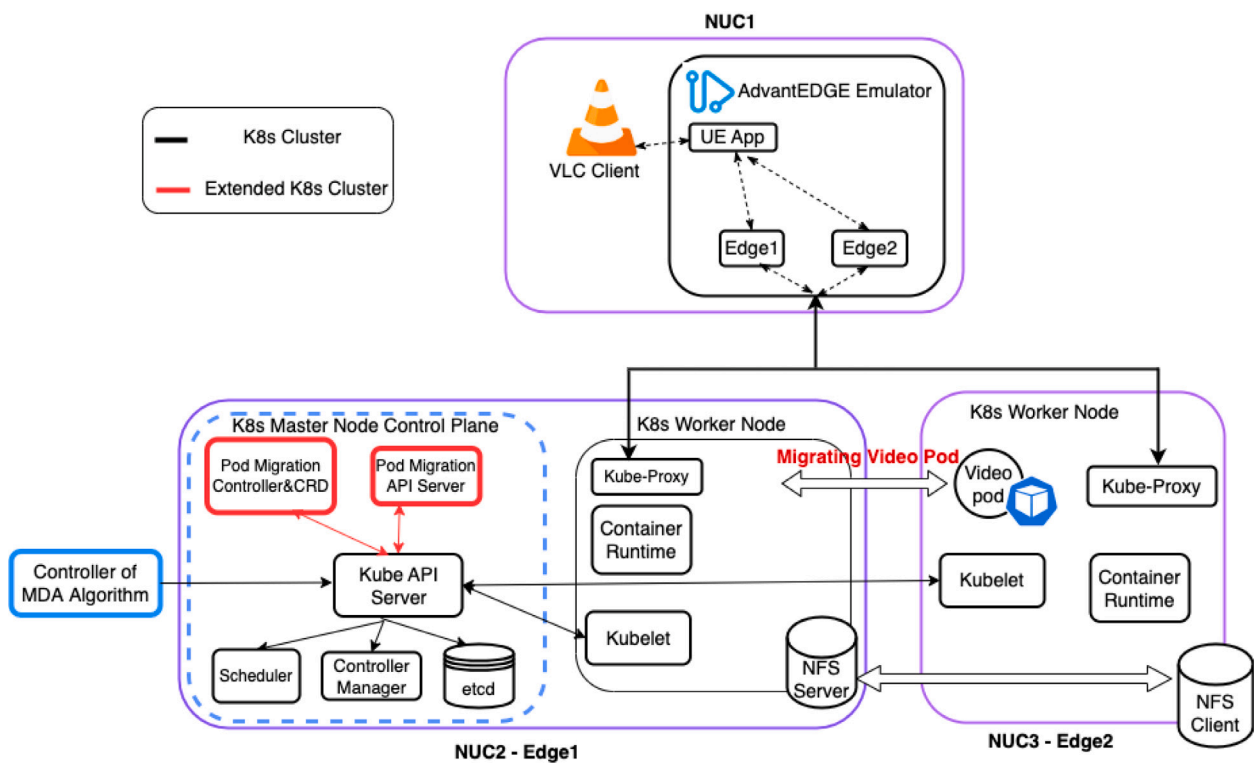 NUC1
AdvantEDGE Emulator
UE App
VLC Client
Edge1
Edge2
K8s Cluster
Extended K8s Cluster
K8s Master Node Control Plane
Pod Migration
Controller&CRD
Pod Migration
API Server
Controller of
MDA Algorithm
Kube API
Server
Scheduler
Controller
Manager
etcd
K8s Worker Node
Kube-Proxy
Container
Runtime
Kubelet
NFS
Server
NUC2 - Edge1
Migrating Video Pod
K8s Worker Node
Video
pod
Kube-Proxy
Kubelet
Container
Runtime
NFS
Client
NUC3 - Edge2